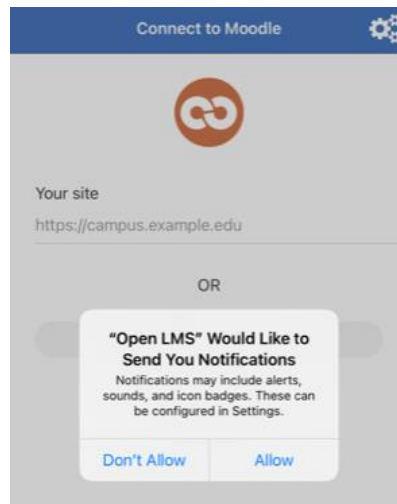 Connect to Moodle
Your site
https://campus.example.edu
OR
"Open LMS" Would Like to
Send You Notifications
Notifications may include alerts,
sounds, and icon badges. These can
be configured in Settings.
Don't Allow
Allow